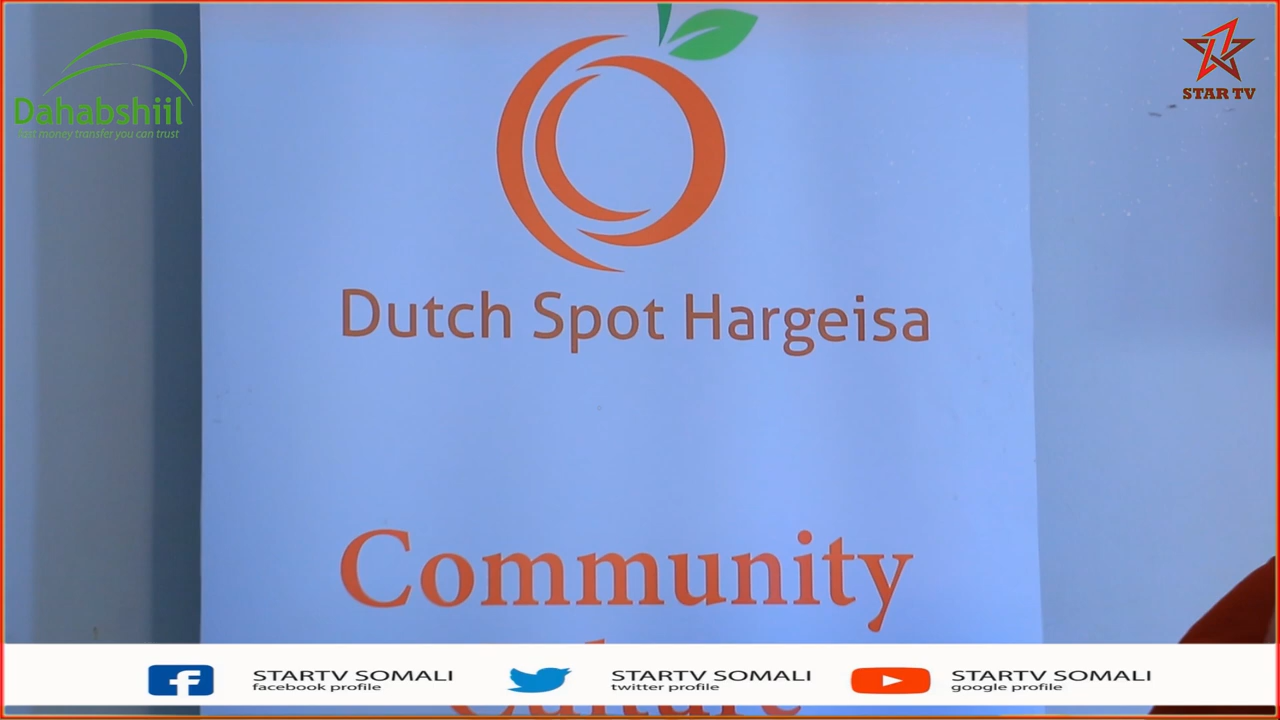 Dahabshiil
fast money transfer you can trust
STAR TV
Dutch Spot Hargeisa
Community
Culture
STARTV SOMALI
facebook profile
STARTV SOMALI
twitter profile
STARTV SOMALI
google profile